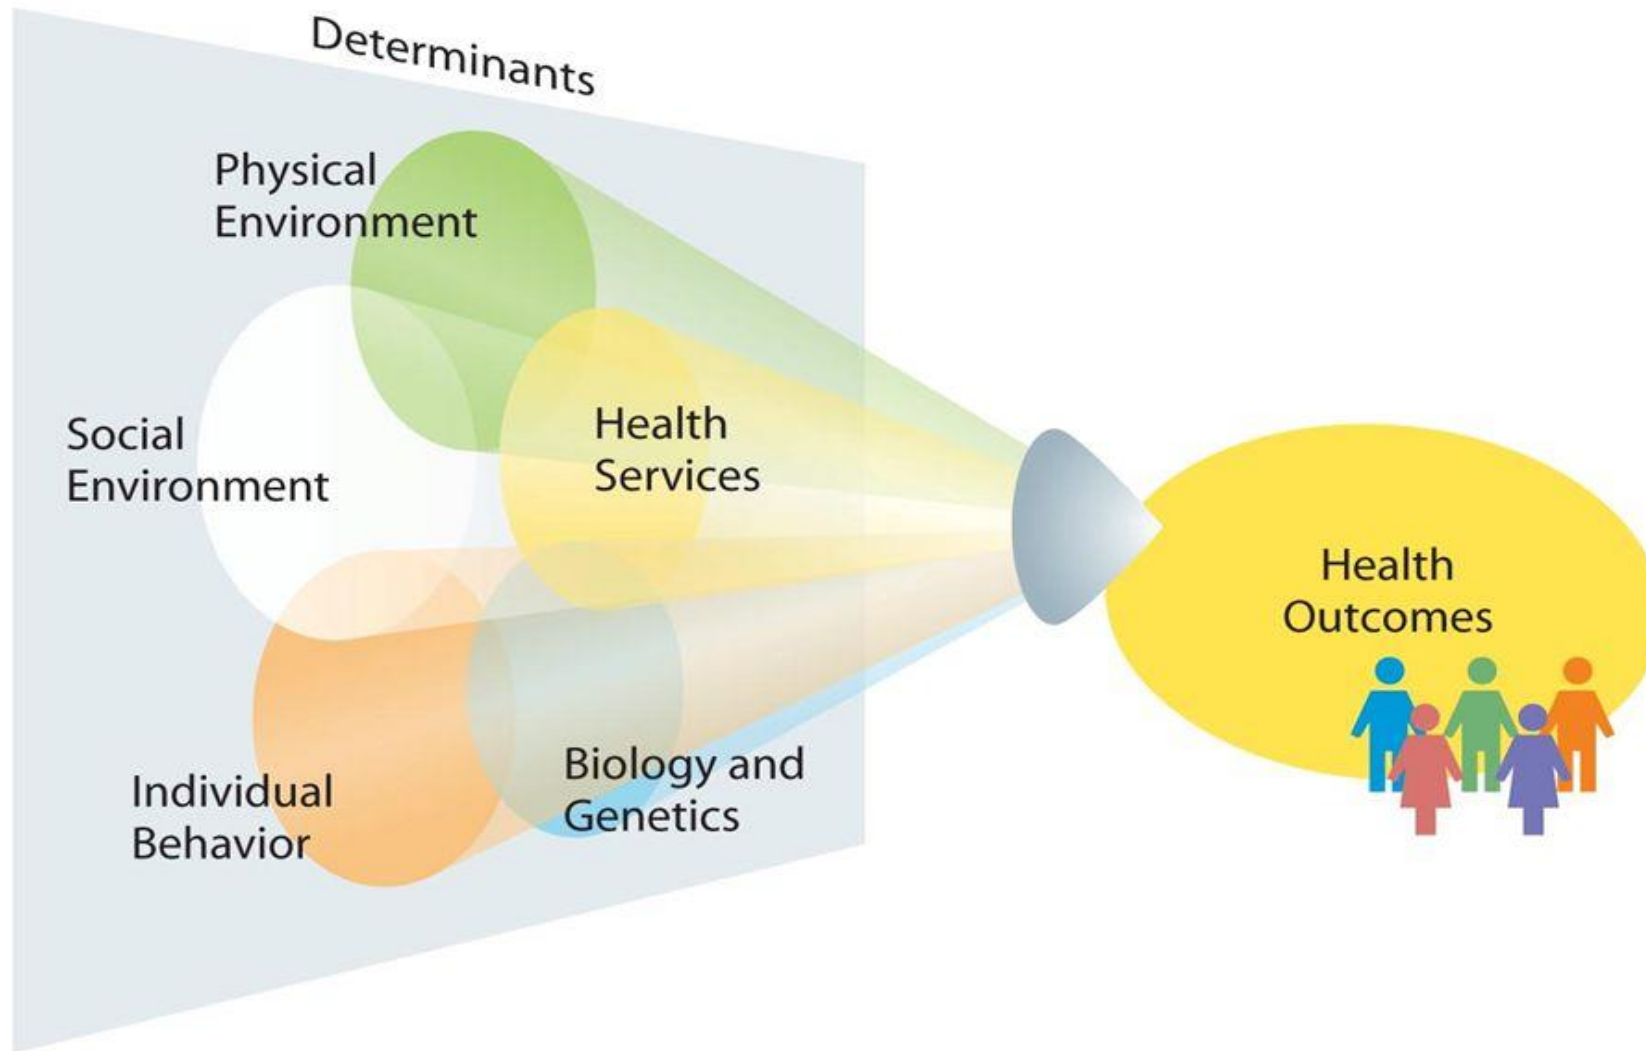 Determinants
Physical
Environment
Social
Environment
Health
Services
Individual
Behavior
Biology and
Genetics
Health
Outcomes